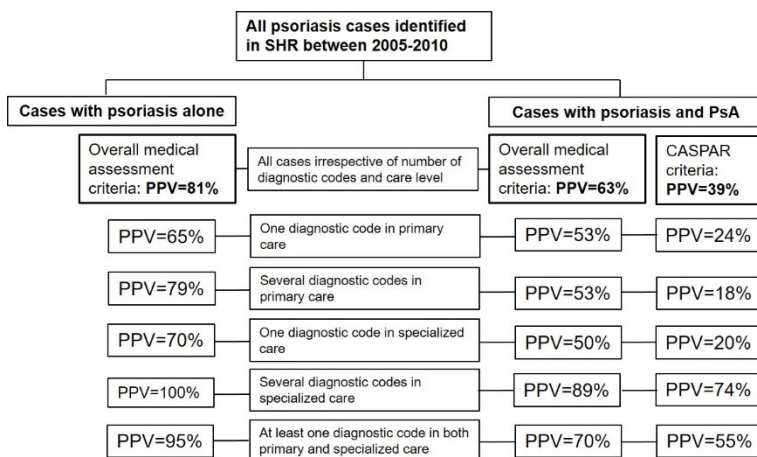 All psoriasis cases identified
in SHR between 2005-2010
Cases with psoriasis alone
Cases with psoriasis and PsA
Overall medical
assessment
criteria: PPV=81%
All cases irrespective of number of
diagnostic codes and care level
Overall medical
assessment
criteria: PPV=63%
CASPAR
criteria:
PPV=39%
PPV=65%
One diagnostic code in primary
care
PPV=53%
PPV=24%
PPV=79%
Several diagnostic codes in
primary care
PPV=53%
PPV=18%
PPV=70%
One diagnostic code in specialized
care
PPV=50%
PPV=20%
PPV=100%
Several diagnostic codes in
specialized care
PPV=89%
PPV=74%
PPV=95%
At least one diagnostic code in both
primary and specialized care
PPV=70%
PPV=55%